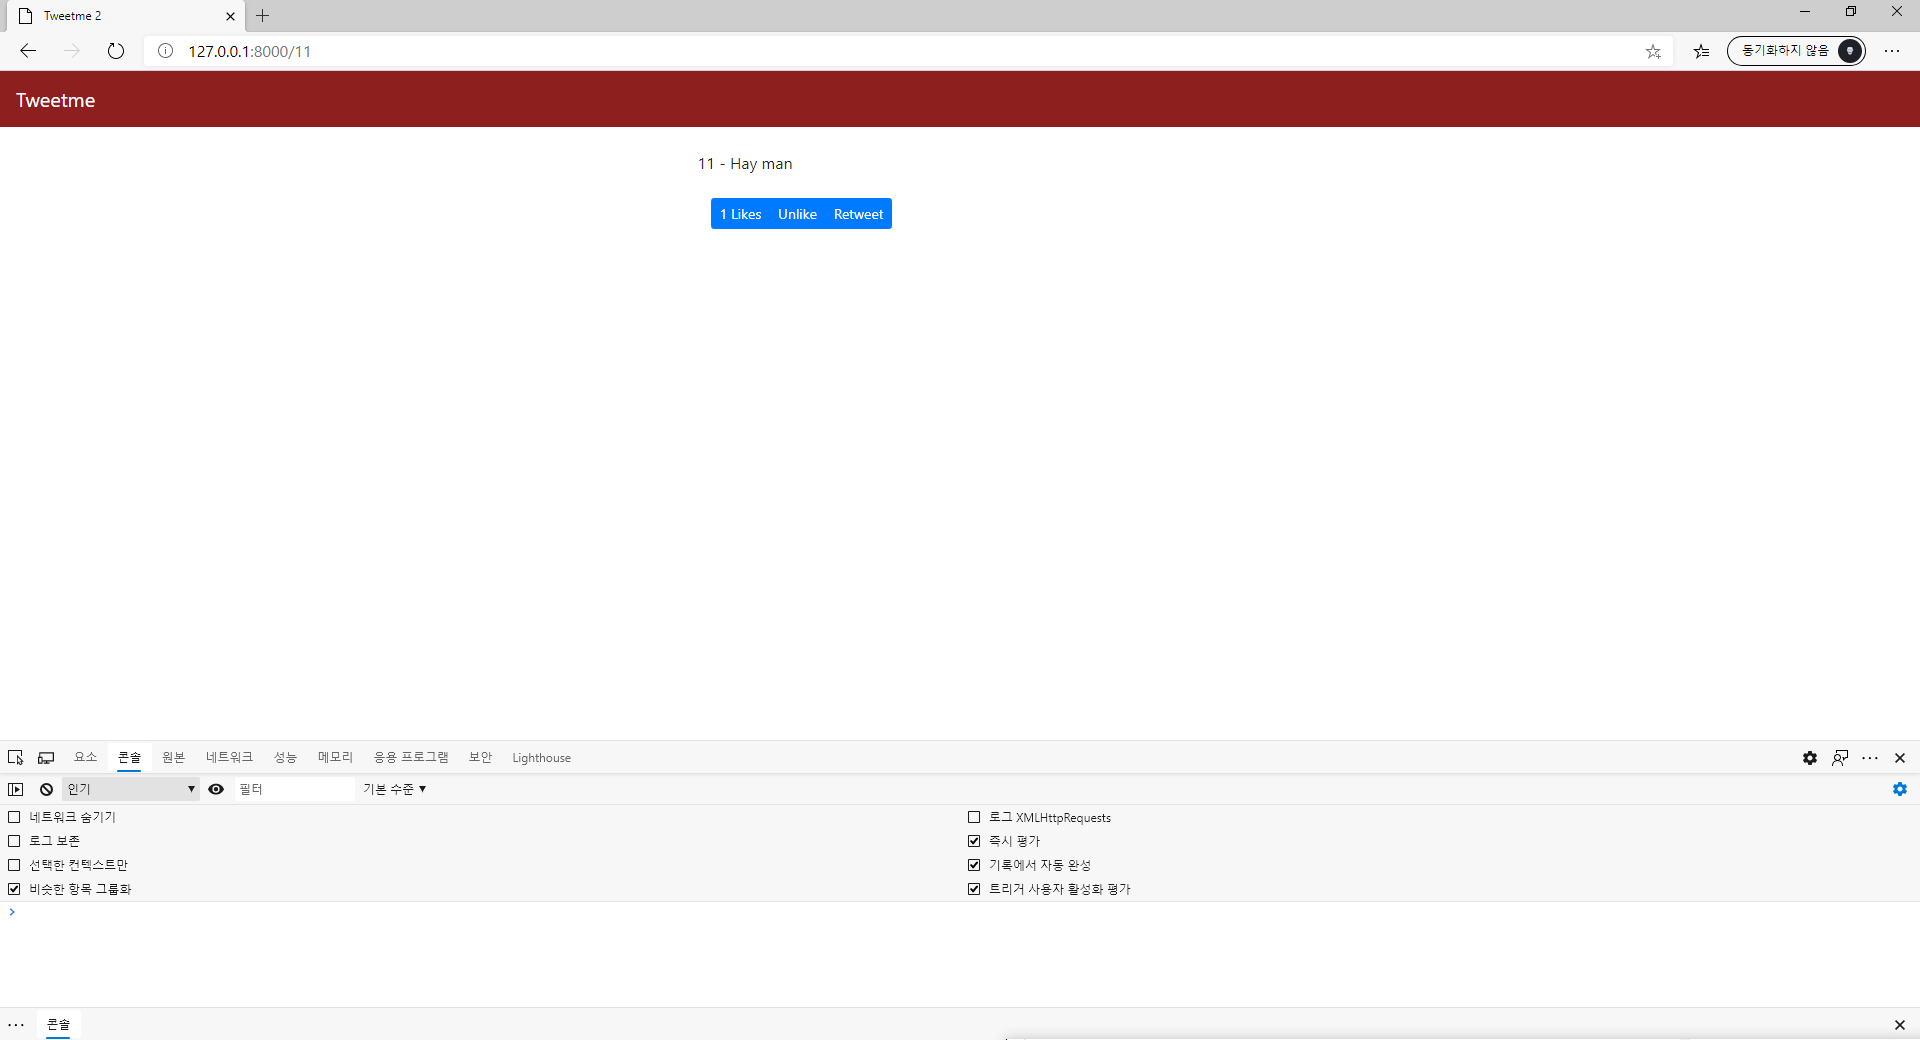 Tweetme 2
127.0.0.1:8000/11
동기화하지 않음
Tweetme
11 - Hay man
1 Likes Unlike Retweet
요소 콘솔 원본 네트워크 성능 메모리 응용 프로그램 보안 Lighthouse
인기 필터 기본 수준
네트워크 숨기기 로그 XMLHttpRequests
로그 보존 즉시 평가
선택한 컨텍스트만 기록에서 자동 완성
비슷한 항목 그룹화 트리거 사용자 활성화 평가
콘솔